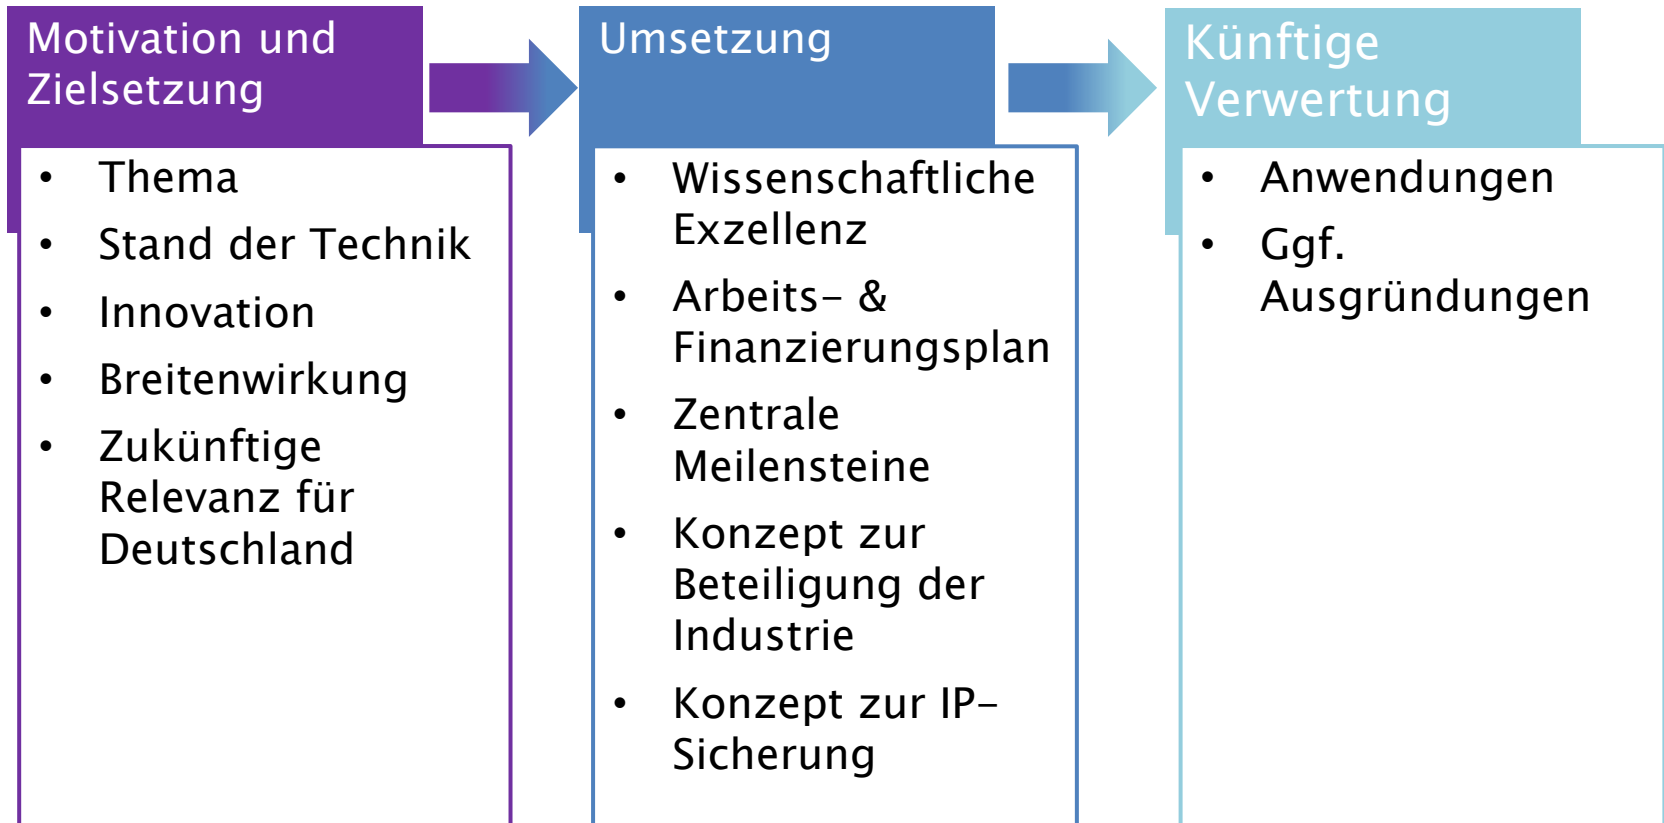 Motivation und
Zielsetzung
• Thema
• Stand der Technik
• Innovation
• Breitenwirkung
• Zukünftige
Relevanz für
Deutschland
Umsetzung
• Wissenschaftliche
Exzellenz
• Arbeits- &
Finanzierungsplan
• Zentrale
Meilensteine
• Konzept zur
Beteiligung der
Industrie
• Konzept zur IP-
Sicherung
Künftige
Verwertung
• Anwendungen
• Ggf.
Ausgründungen